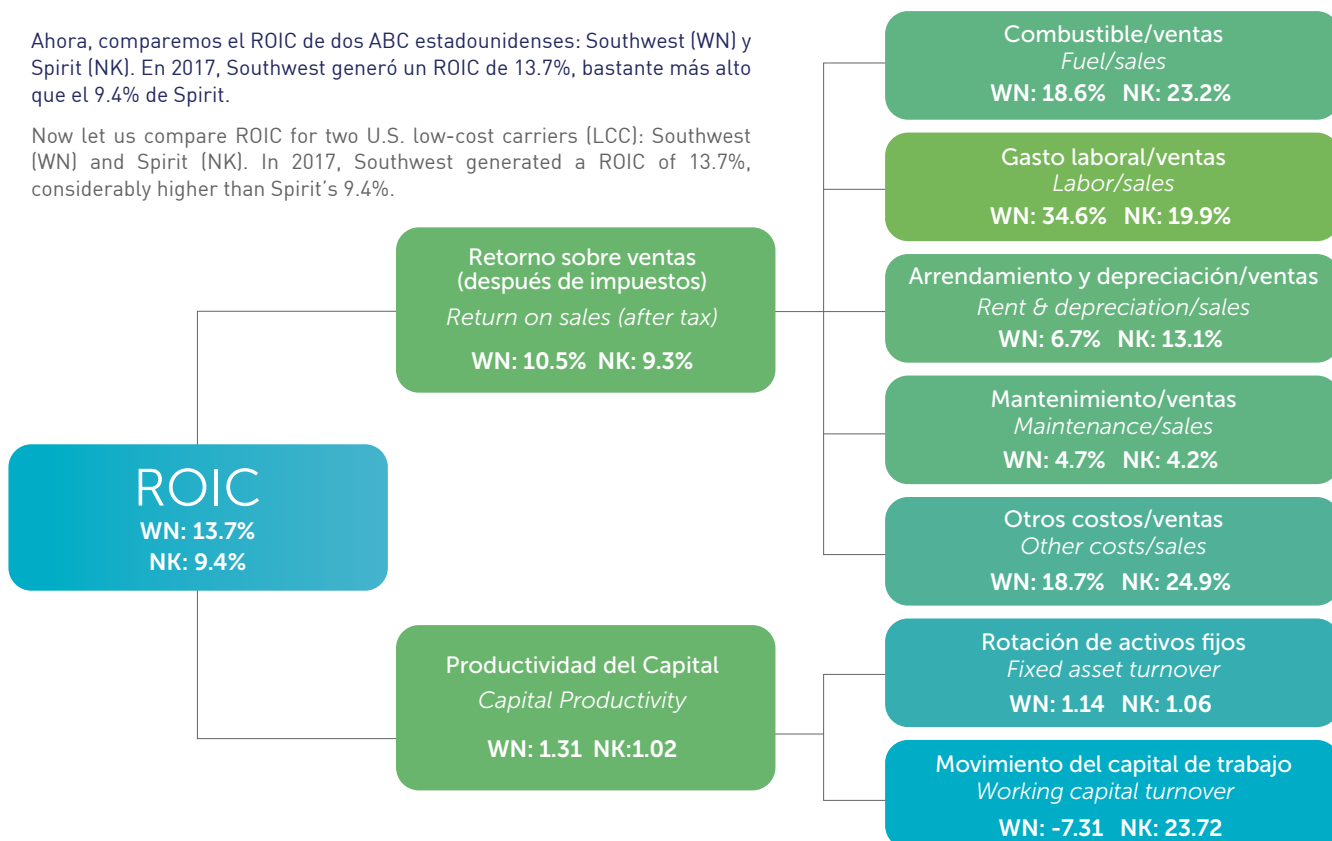 Ahora, comparemos el ROIC de dos ABC estadounidenses: Southwest (WN) y
Spirit (NK). En 2017, Southwest generó un ROIC de 13.7%, bastante más alto
que el 9.4% de Spirit.
Now let us compare ROIC for two U.S. low-cost carriers (LCC): Southwest
(WN) and Spirit (NK). In 2017, Southwest generated a ROIC of 13.7%,
considerably higher than Spirit's 9.4%.
ROIC
WN: 13.7%
NK: 9.4%
Retorno sobre ventas
(después de impuestos)
Return on sales (after tax)
WN: 10.5% NK: 9.3%
Productividad del Capital
Capital Productivity
WN: 1.31 NK:1.02
Combustible/ventas
Fuel/sales
WN: 18.6% NK: 23.2%
Gasto laboral/ventas
Labor/sales
WN: 34.6% NK: 19.9%
Arrendamiento y depreciación/ventas
Rent & depreciation/sales
WN: 6.7% NK: 13.1%
Mantenimiento/ventas
Maintenance/sales
WN: 4.7% NK: 4.2%
Otros costos/ventas
Other costs/sales
WN: 18.7% NK: 24.9%
Rotación de activos fijos
Fixed asset turnover
WN: 1.14 NK: 1.06
Movimiento del capital de trabajo
Working capital turnover
WN: -7.31 NK: 23.72